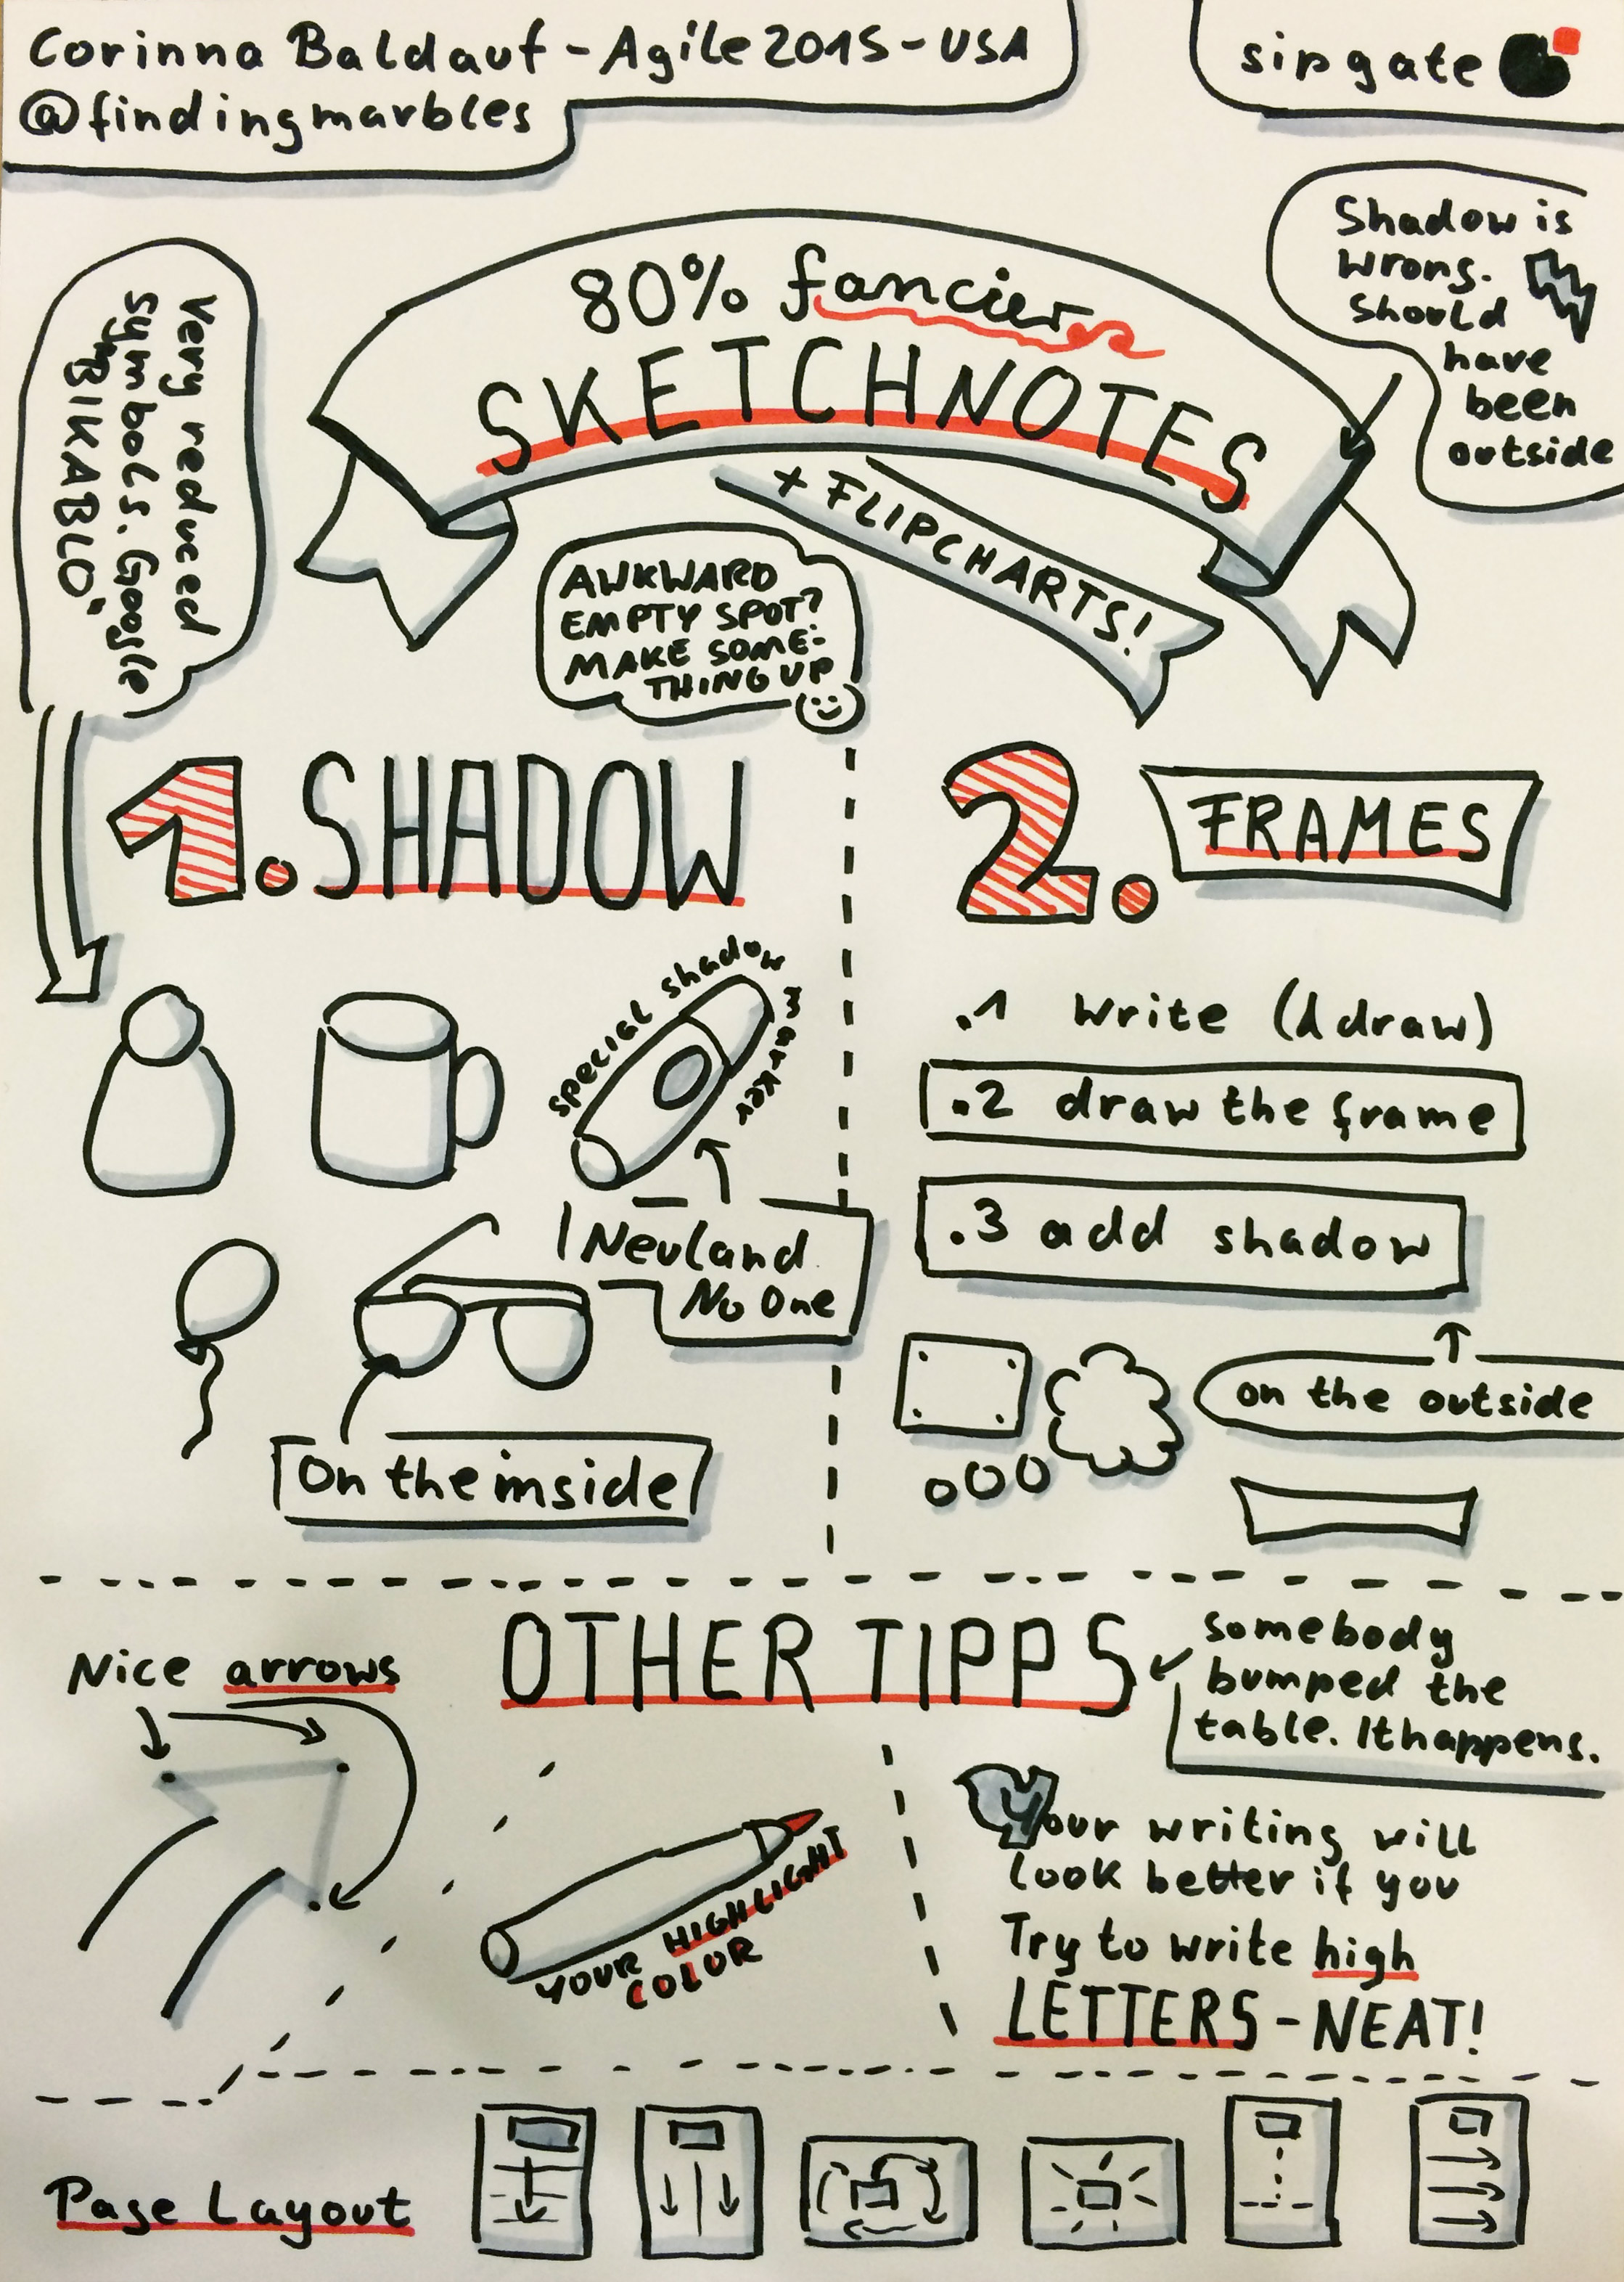 Corinna Baldauf - Agile 2015 - USA
@findingmarbles
sipgate
Shadow is
wrong.
Should
have
been
outside
80% fancier
SKETCHNOTES
+ FLIPCHARTS!
Very reduced
symbols. Google
"BIKABLO"
AWKWARD
EMPTY SPOT?
MAKE SOME-
THING UP
1. SHADOW
2. FRAMES
special shadow
marker
Neuland
No One
On the inside
.1 write (& draw)
.2 draw the frame
.3 add shadow
on the outside
OTHER TIPPS
somebody
bumped the
table. It happens.
Nice arrows
YOUR HIGHLIGHT
COLOR
Your writing will
look better if you
Try to write high
LETTERS - NEAT!
Page Layout